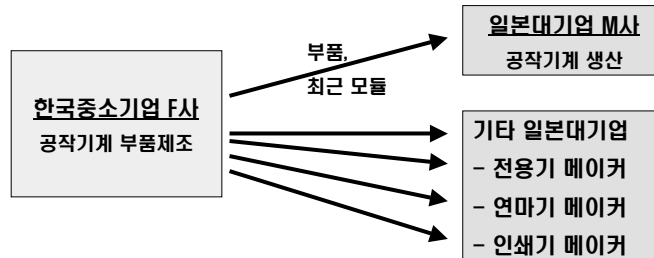 한국중소기업 F사
공작기계 부품제조
부품,
최근 모듈
일본대기업 M사
공작기계 생산
기타 일본대기업
– 전용기 메이커
– 연마기 메이커
– 인쇄기 메이커